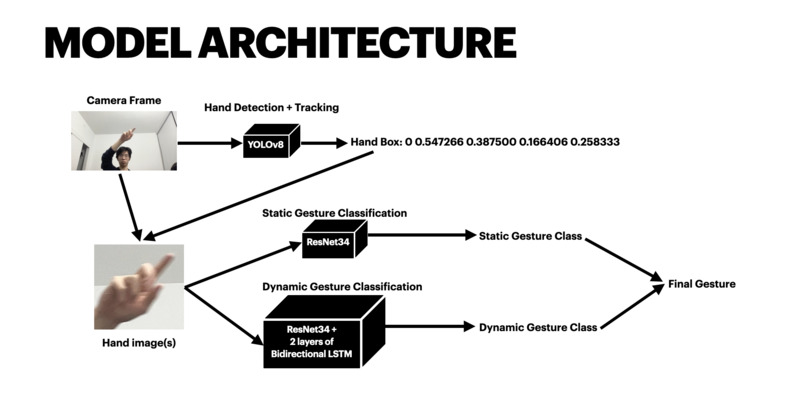 MODEL ARCHITECTURE
Camera Frame
Hand Detection + Tracking
YOLOv8
Hand Box: 0 0.547266 0.387500 0.166406 0.258333
Static Gesture Classification
ResNet34
Static Gesture Class
Final Gesture
Dynamic Gesture Classification
ResNet34 +
2 layers of
Bidirectional LSTM
Dynamic Gesture Class
Hand image(s)